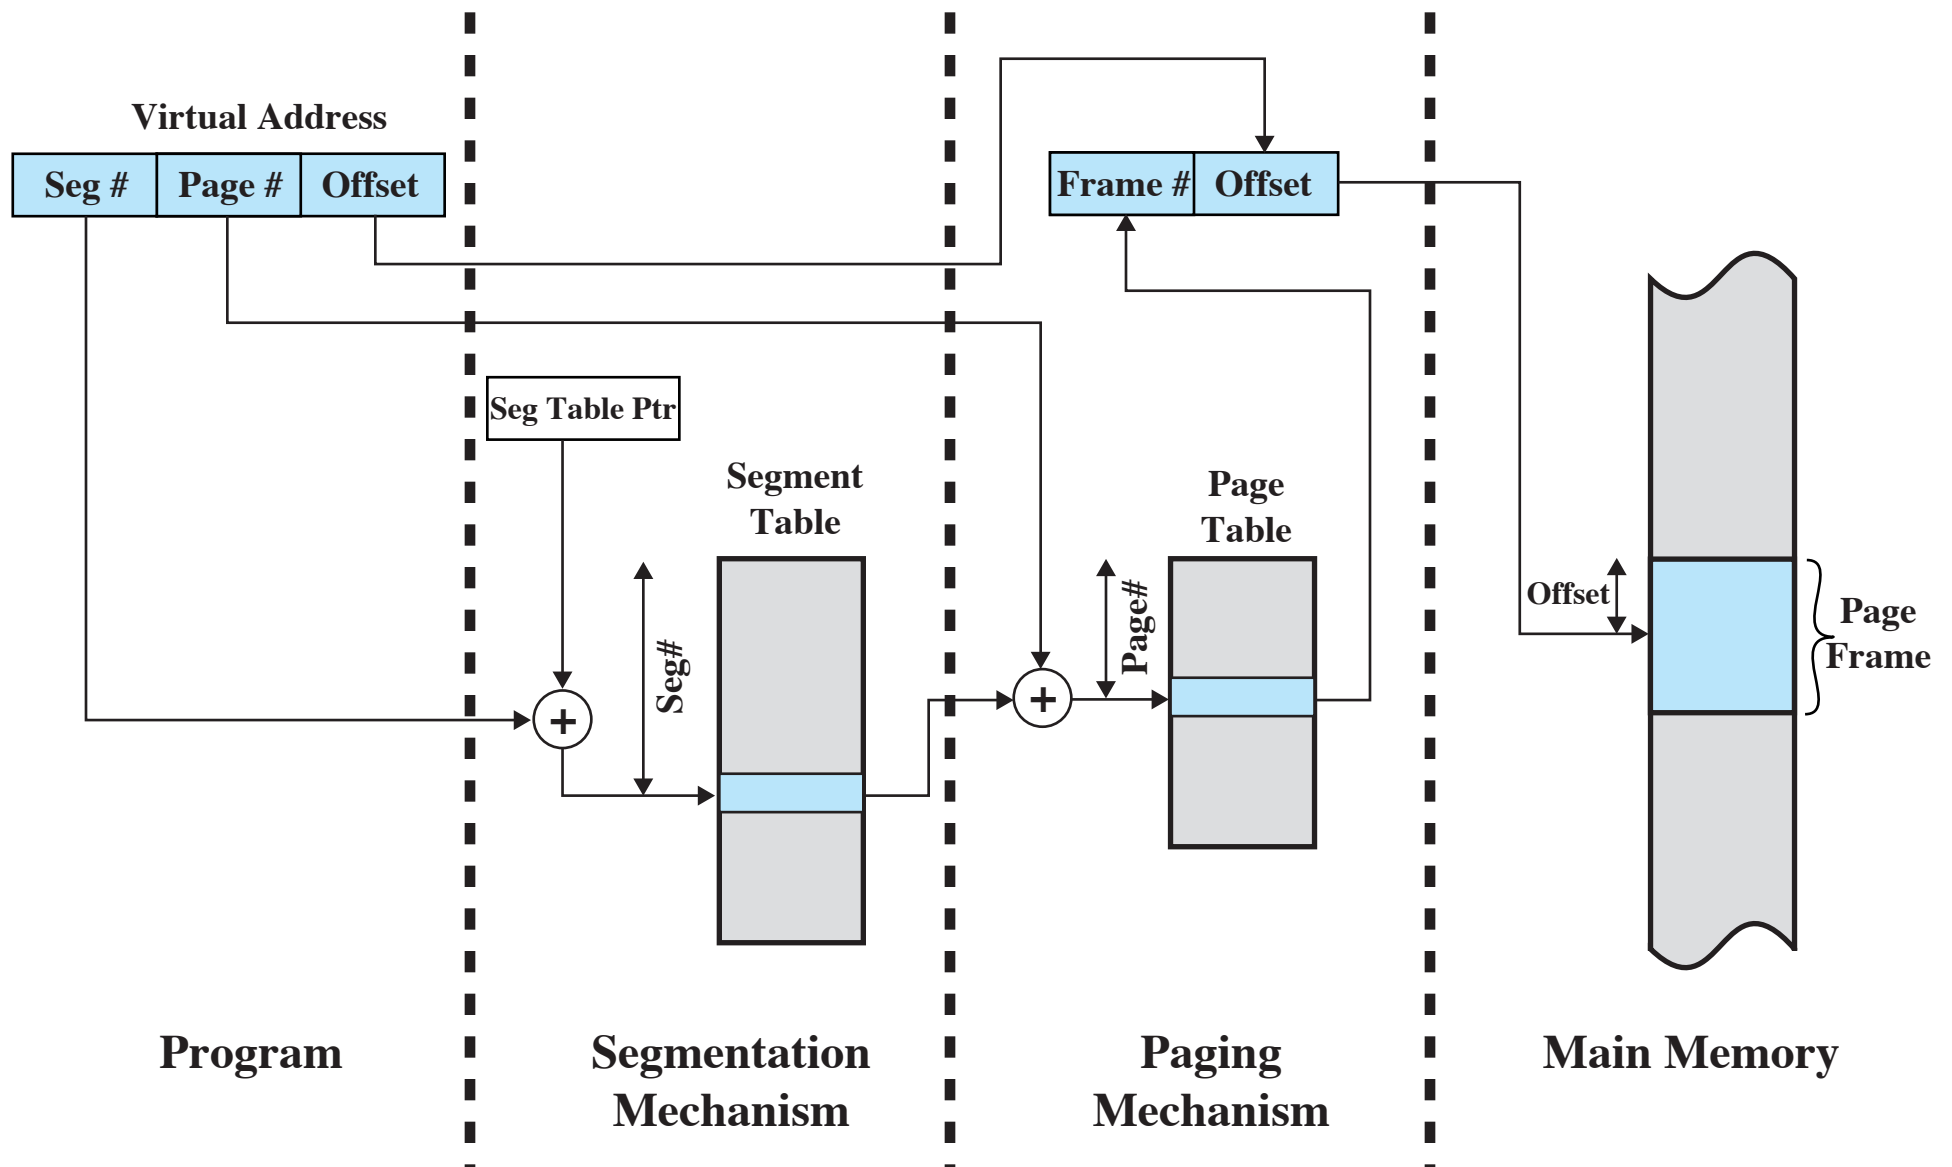 Virtual Address
Seg # Page # Offset
Frame # Offset
Seg Table Ptr
Segment
Table
Page
Table
Seg#
Page#
+
+
Offset
Page
Frame
Program
Segmentation
Mechanism
Paging
Mechanism
Main Memory